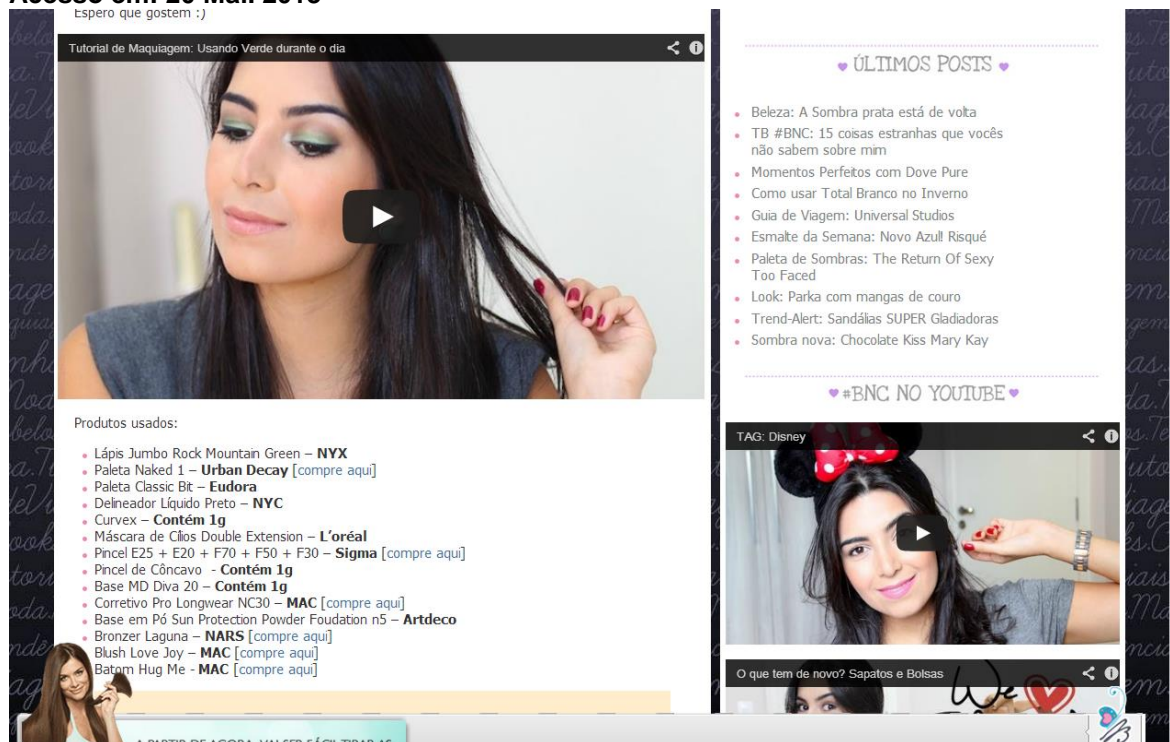 Espero que gostem :)
Tutorial de Maquiagem: Usando Verde durante o dia
Produtos usados:
Lápis Jumbo Rock Mountain Green – NYX
Paleta Naked 1 – Urban Decay [compre aqui]
Paleta Classic Bit – Eudora
Delineador Líquido Preto – NYC
Curvex – Contém 1g
Máscara de Cílios Double Extension – L'oréal
Pincel E25 + E20 + F70 + F50 + F30 – Sigma [compre aqui]
Pincel de Côncavo - Contém 1g
Base MD Diva 20 – Contém 1g
Corretivo Pro Longwear NC30 – MAC [compre aqui]
Base em Pó Sun Protection Powder Foudation n5 – Artdeco
Bronzer Laguna – NARS [compre aqui]
Blush Love Joy – MAC [compre aqui]
Batom Hug Me - MAC [compre aqui]
A PARTIR DE AGORA, VAI SER FÁCIL TIRAR AS
ÚLTIMOS POSTS
Beleza: A Sombra prata está de volta
TB #BNC: 15 coisas estranhas que vocês
não sabem sobre mim
Momentos Perfeitos com Dove Pure
Como usar Total Branco no Inverno
Guia de Viagem: Universal Studios
Esmalte da Semana: Novo Azul! Risqué
Paleta de Sombras: The Return Of Sexy
Too Faced
Look: Parka com mangas de couro
Trend-Alert: Sandálias SUPER Gladiadoras
Sombra nova: Chocolate Kiss Mary Kay
#BNC NO YOUTUBE
TAG: Disney
O que tem de novo? Sapatos e Bolsas
We